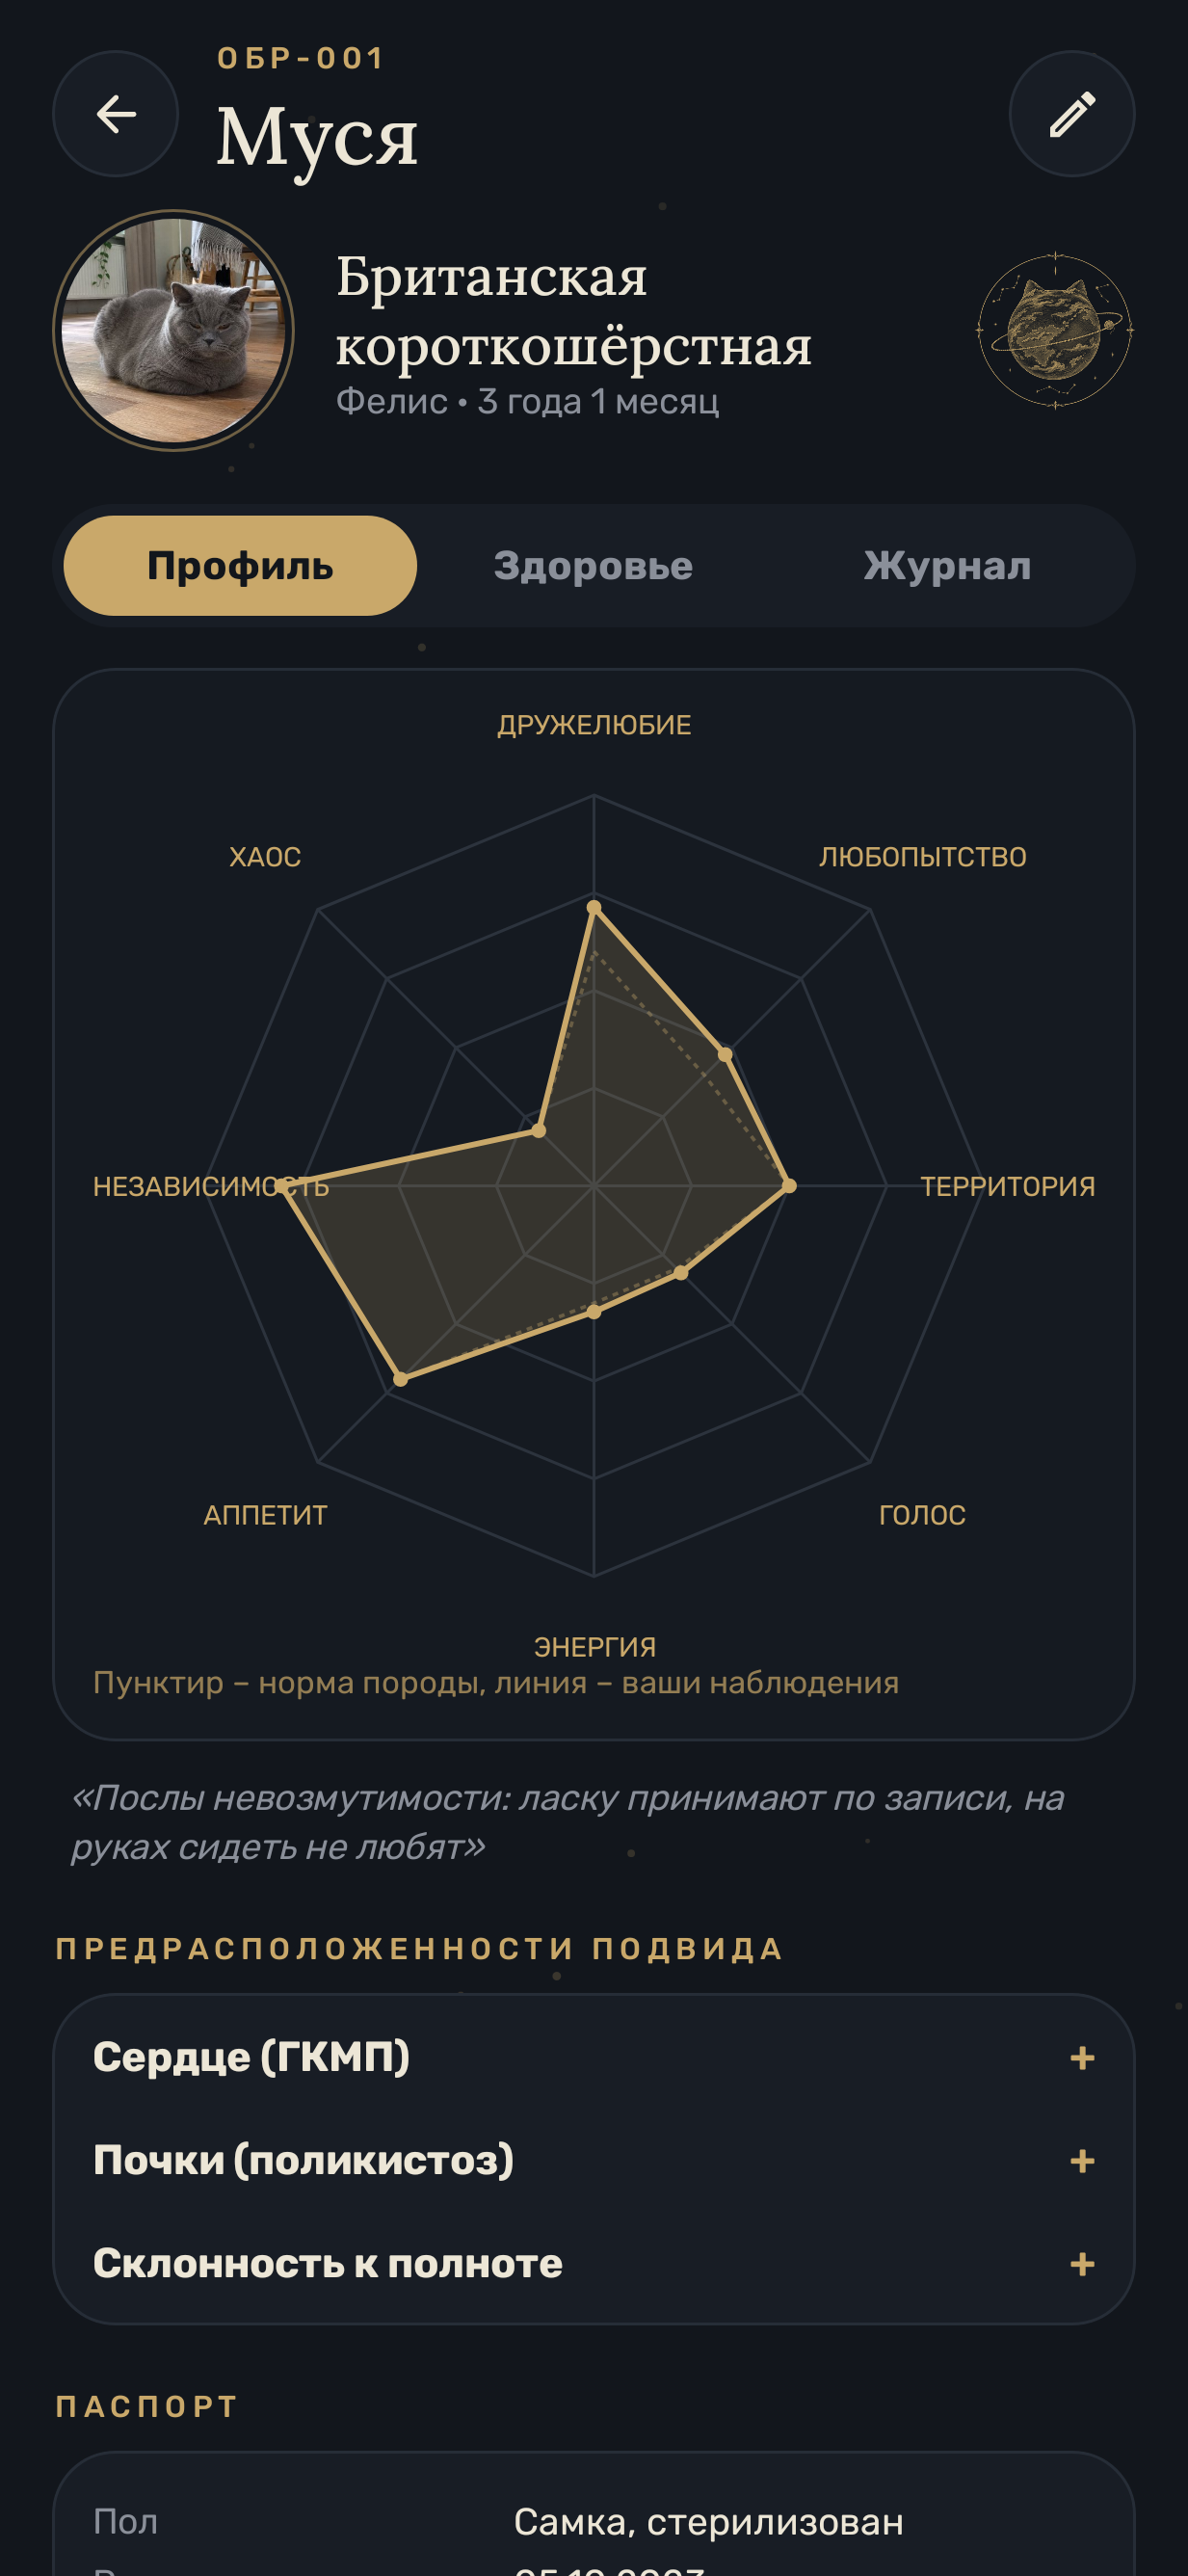 ОБР-001
Муся
Британская
короткошёрстная
Фелис • 3 года 1 месяц
Профиль
Здоровье
Журнал
ДРУЖЕЛЮБИЕ
ХАОС
ЛЮБОПЫТСТВО
НЕЗАВИСИМОСТЬ
ТЕРРИТОРИЯ
АППЕТИТ
ГОЛОС
ЭНЕРГИЯ
Пунктир – норма породы, линия – ваши наблюдения
«Послы невозмутимости: ласку принимают по записи, на
руках сидеть не любят»
ПРЕДРАСПОЛОЖЕННОСТИ ПОДВИДА
Сердце (ГКМП) +
Почки (поликистоз) +
Склонность к полноте +
ПАСПОРТ
Пол Самка, стерилизован